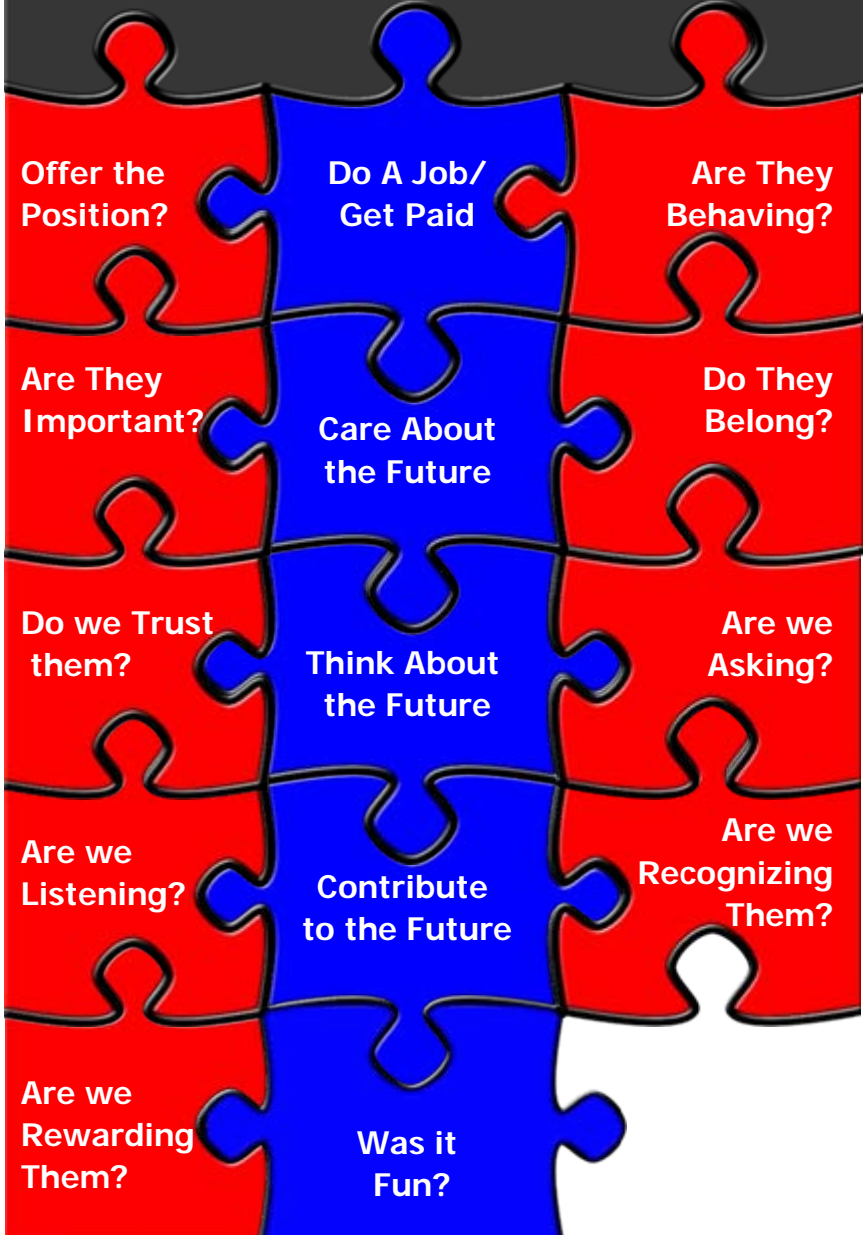 Offer the
Position?
Do A Job/
Get Paid
Are They
Behaving?
Are They
Important?
Care About
the Future
Do They
Belong?
Do we Trust
them?
Think About
the Future
Are we
Asking?
Are we
Listening?
Contribute
to the Future
Are we
Recognizing
Them?
Are we
Rewarding
Them?
Was it
Fun?